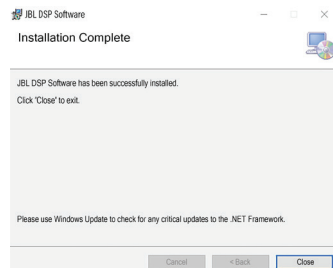 JBL DSP Software
Installation Complete
JBL DSP Software has been successfully installed.
Click 'Close' to exit.
Please use Windows Update to check for any critical updates to the .NET Framework.
Cancel
< Back
Close